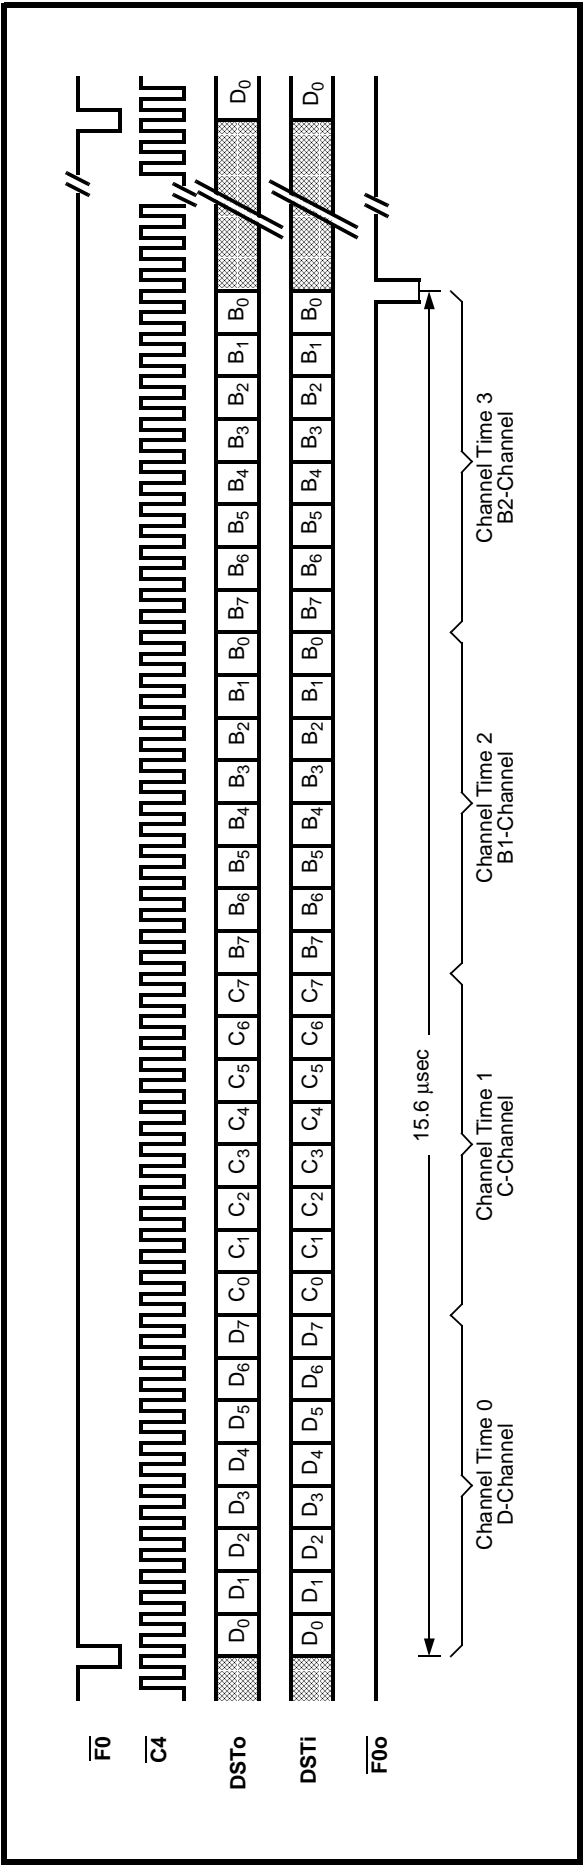 F0
C4
DSTo D0 D1 D2 D3 D4 D5 D6 D7 C0 C1 C2 C3 C4 C5 C6 C7 B7 B6 B5 B4 B3 B2 B1 B0 B7 B6 B5 B4 B3 B2 B1 B0 D0
DSTi D0 D1 D2 D3 D4 D5 D6 D7 C0 C1 C2 C3 C4 C5 C6 C7 B7 B6 B5 B4 B3 B2 B1 B0 B7 B6 B5 B4 B3 B2 B1 B0 D0
F0o
15.6 µsec
Channel Time 0
D-Channel
Channel Time 1
C-Channel
Channel Time 2
B1-Channel
Channel Time 3
B2-Channel